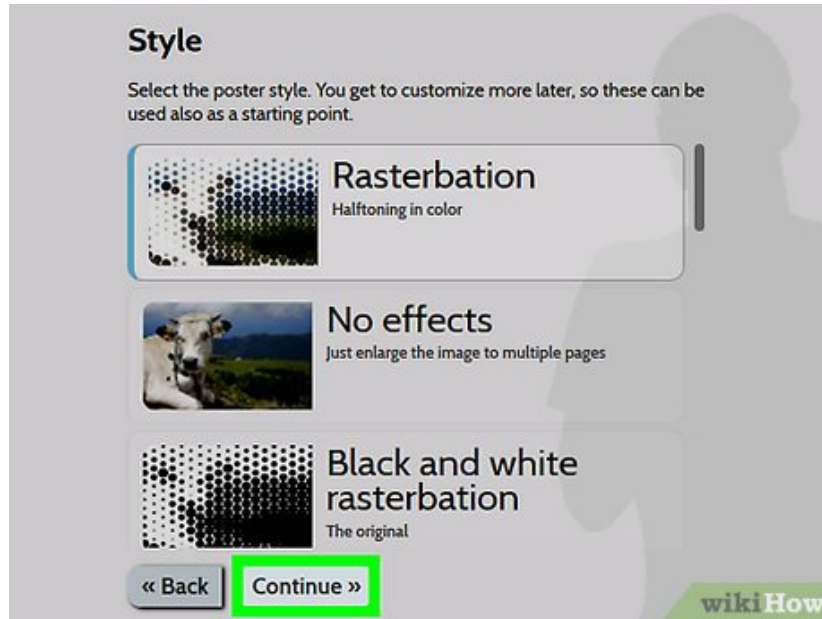 Style
Select the poster style. You get to customize more later, so these can be
used also as a starting point.
Rasterbation
Halftoning in color
No effects
Just enlarge the image to multiple pages
Black and white
rasterbation
The original
« Back
Continue »
wikiHow